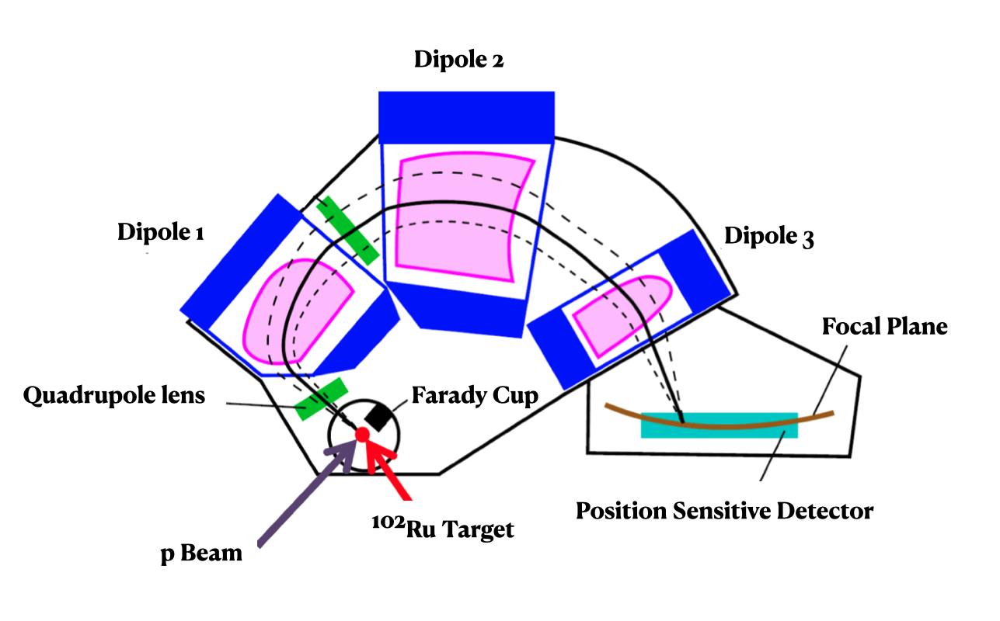 Dipole 2
Dipole 1
Dipole 3
Focal Plane
Quadrupole lens
Farady Cup
Position Sensitive Detector
¹⁰²Ru Target
p Beam